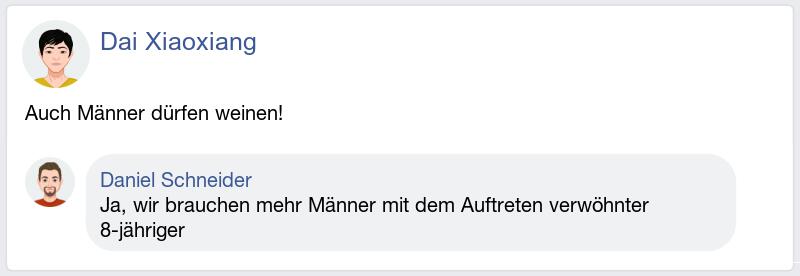 Dai Xiaoxiang
Auch Männer dürfen weinen!
Daniel Schneider
Ja, wir brauchen mehr Männer mit dem Auftreten verwöhnter
8-jähriger